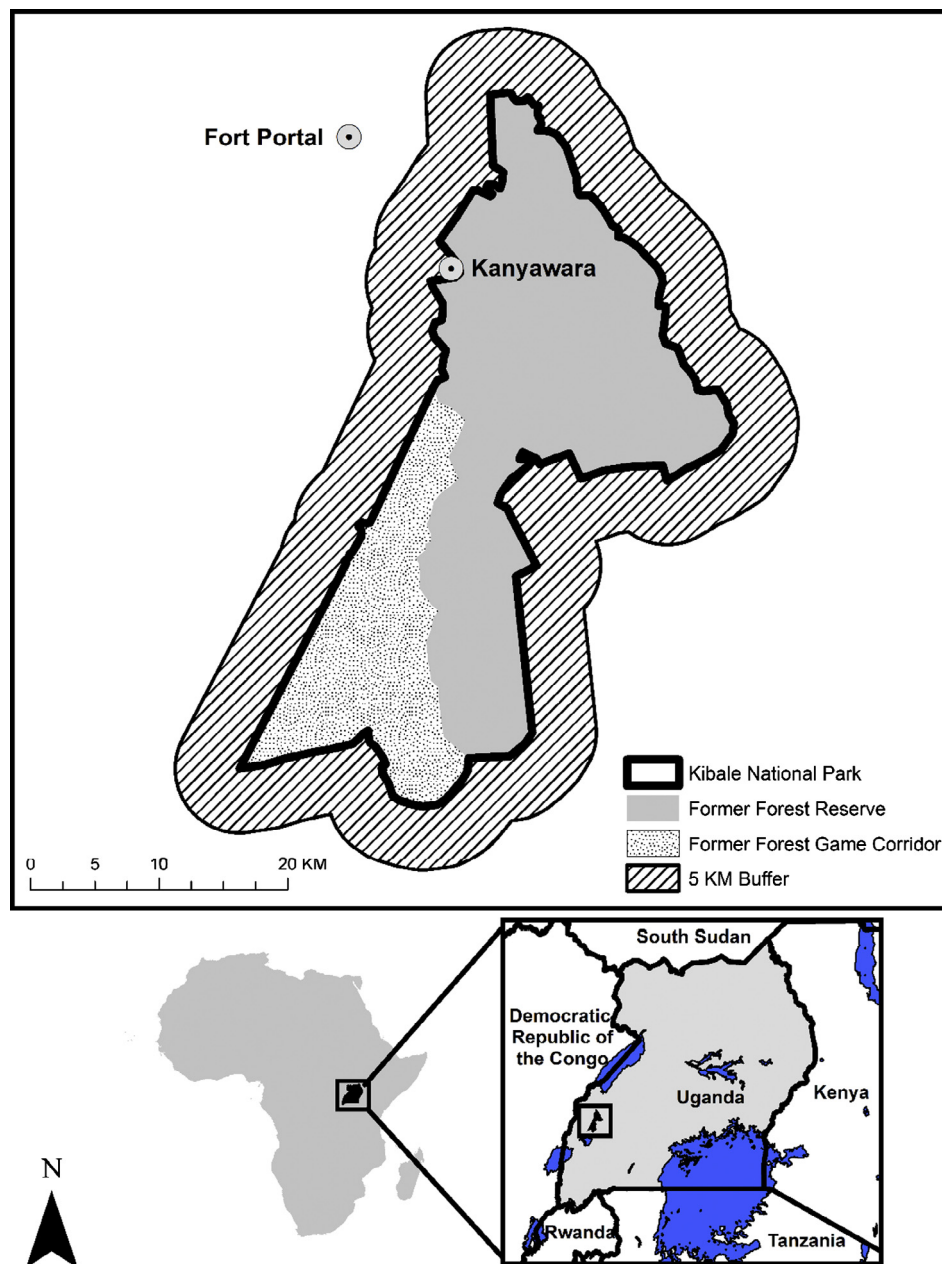 Fort Portal
Kanyawara
Kibale National Park
Former Forest Reserve
Former Forest Game Corridor
5 KM Buffer
0 5 10 20 KM
South Sudan
Democratic
Republic of
the Congo
Uganda
Kenya
Rwanda
Tanzania
N